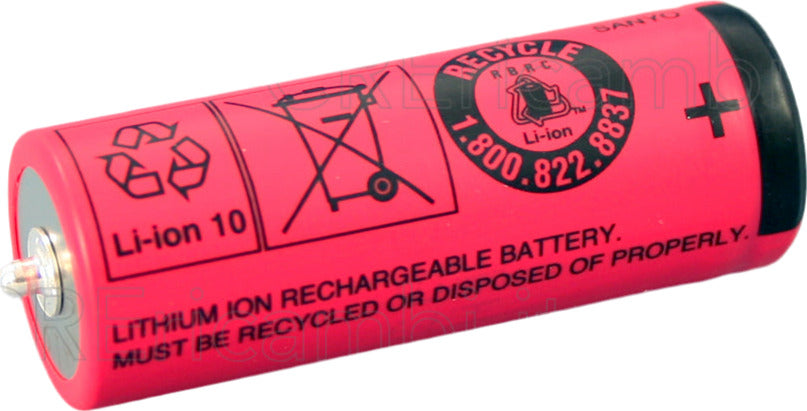 SANYO
RECYCLE
RBRC
TM
Li-ion
1.800.822.8837
+
Li-ion 10
LITHIUM ION RECHARGEABLE BATTERY.
MUST BE RECYCLED OR DISPOSED OF PROPERLY.